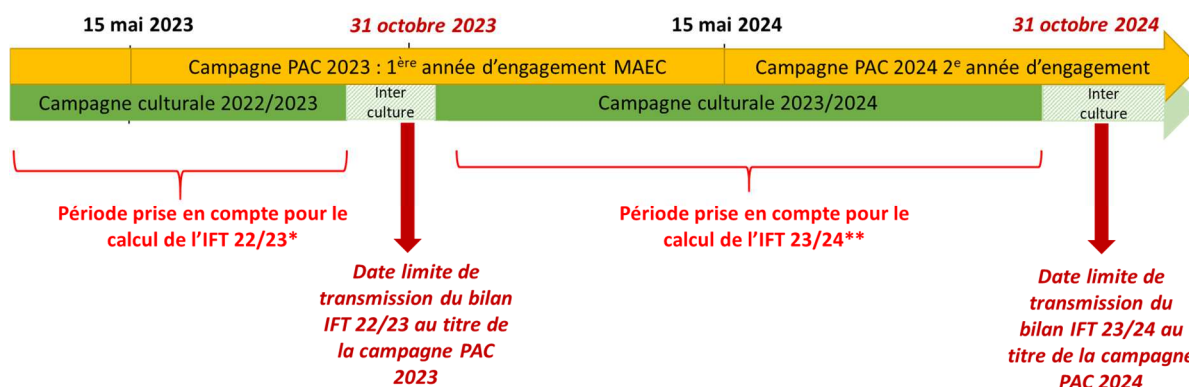 15 mai 2023
31 octobre 2023
15 mai 2024
31 octobre 2024
Campagne PAC 2023 : 1ère année d'engagement MAEC
Campagne PAC 2024 2e année d'engagement
Campagne culturale 2022/2023
Inter
culture
Campagne culturale 2023/2024
Inter
culture
Période prise en compte pour le
calcul de l'IFT 22/23*
Période prise en compte pour le
calcul de l'IFT 23/24**
Date limite de
transmission du bilan
IFT 22/23 au titre de
la campagne PAC
2023
Date limite de
transmission du
bilan IFT 23/24 au
titre de la campagne
PAC 2024